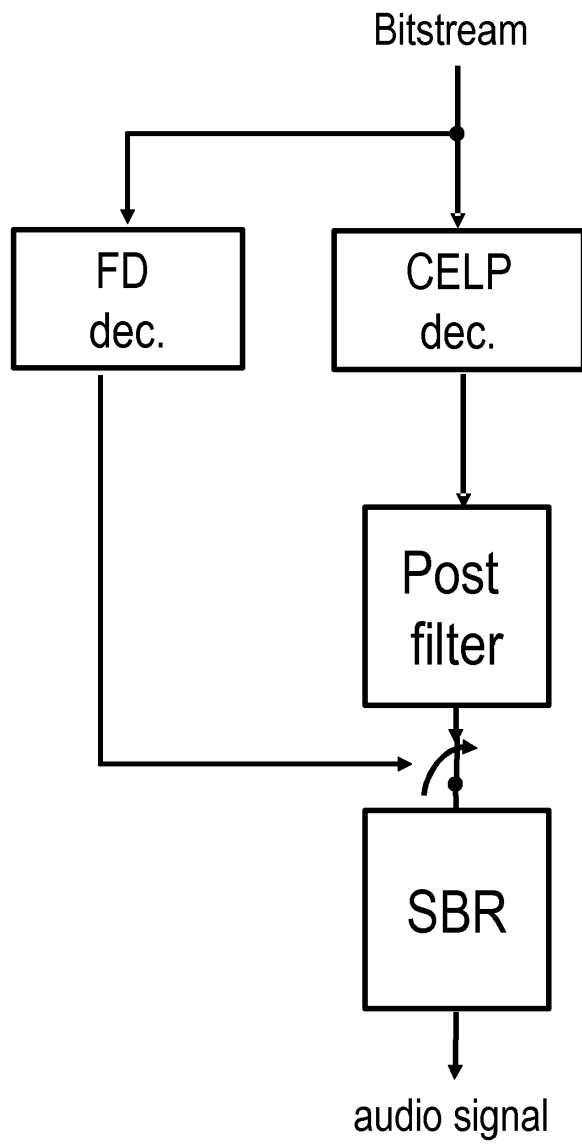 Bitstream
FD
dec.
CELP
dec.
Post
filter
SBR
audio signal